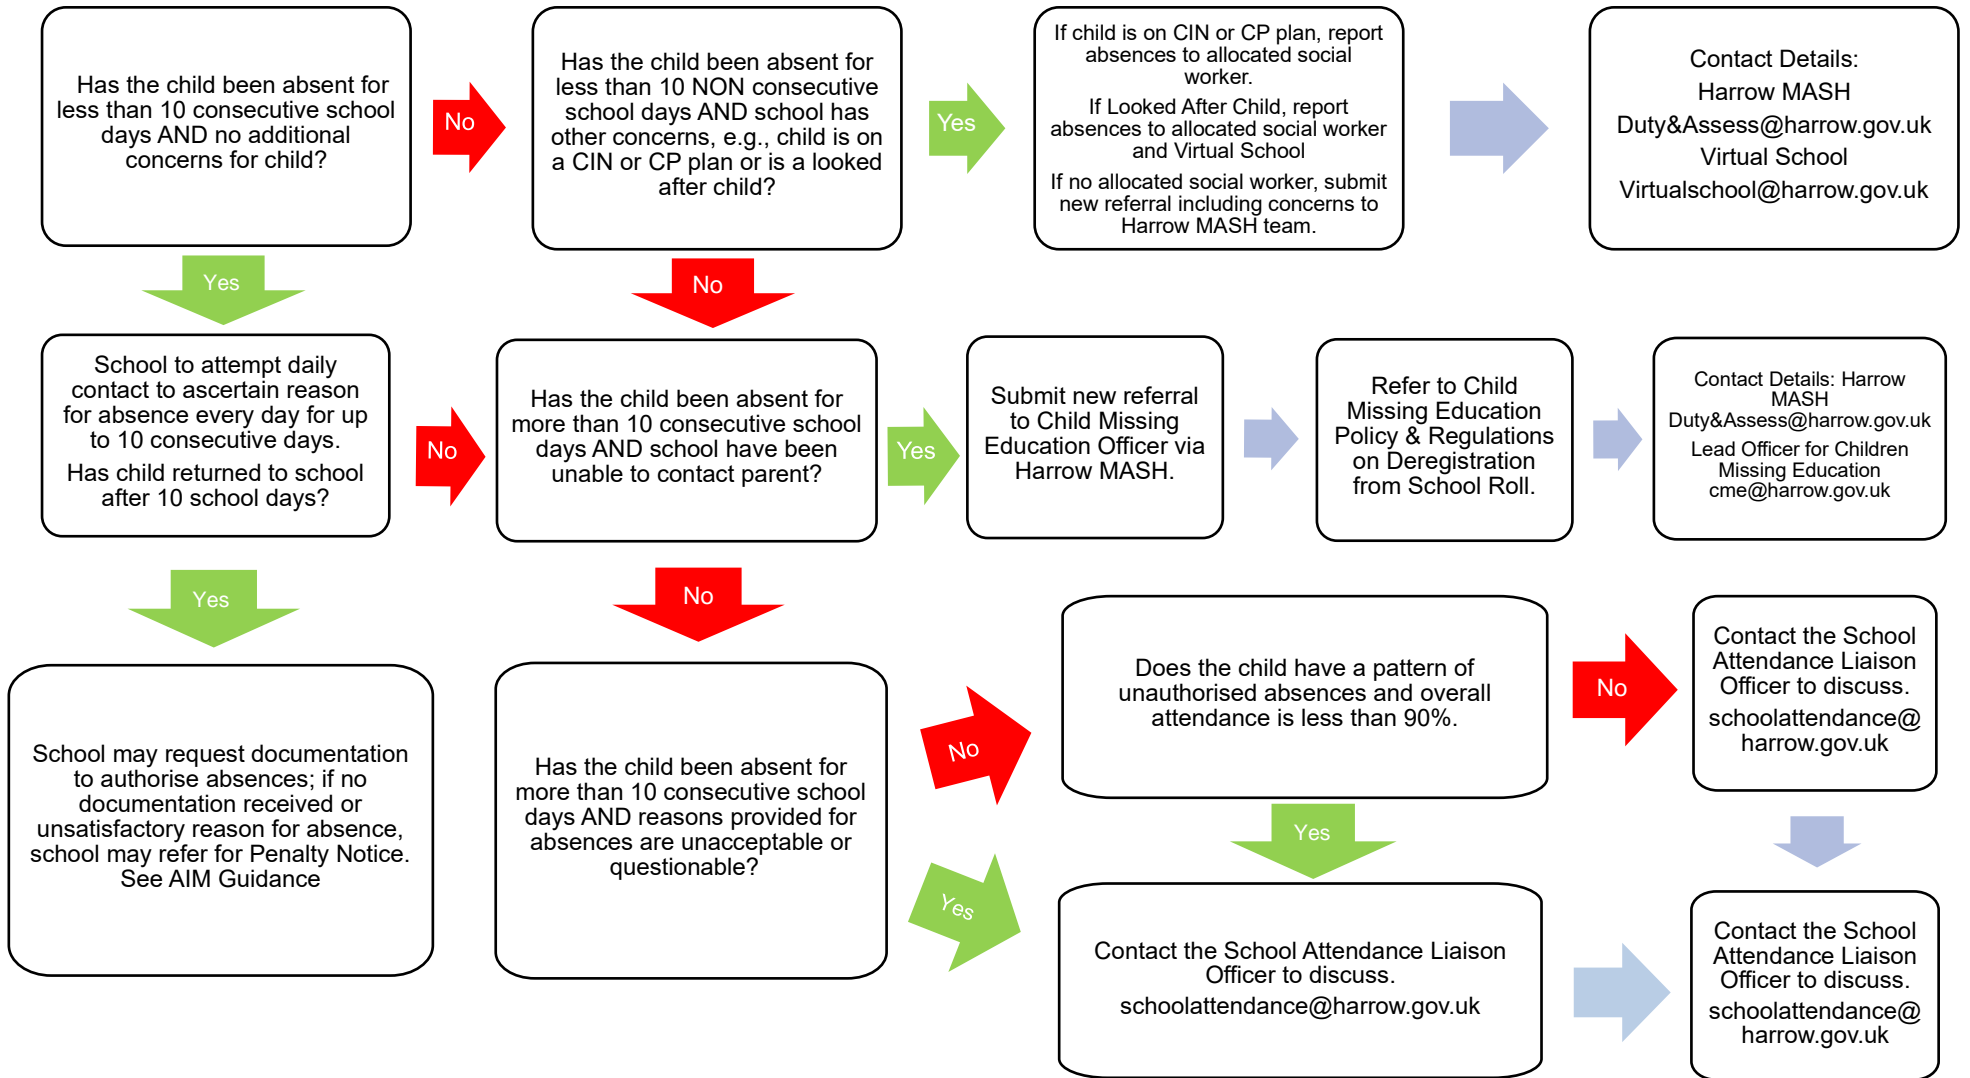 Has the child been absent for
less than 10 consecutive school
days AND no additional
concerns for child?
No
Has the child been absent for
less than 10 NON consecutive
school days AND school has
other concerns, e.g., child is on
a CIN or CP plan or is a looked
after child?
Yes
If child is on CIN or CP plan, report
absences to allocated social
worker.
If Looked After Child, report
absences to allocated social worker
and Virtual School
If no allocated social worker, submit
new referral including concerns to
Harrow MASH team.
Contact Details:
Harrow MASH
Duty&Assess@harrow.gov.uk
Virtual School
Virtualschool@harrow.gov.uk
Yes
No
School to attempt daily
contact to ascertain reason
for absence every day for up
to 10 consecutive days.
Has child returned to school
after 10 school days?
No
Has the child been absent for
more than 10 consecutive school
days AND school have been
unable to contact parent?
Yes
Submit new referral
to Child Missing
Education Officer via
Harrow MASH.
Refer to Child
Missing Education
Policy & Regulations
on Deregistration
from School Roll.
Contact Details: Harrow
MASH
Duty&Assess@harrow.gov.uk
Lead Officer for Children
Missing Education
cme@harrow.gov.uk
Yes
No
School may request documentation
to authorise absences; if no
documentation received or
unsatisfactory reason for absence,
school may refer for Penalty Notice.
See AIM Guidance
Has the child been absent for
more than 10 consecutive school
days AND reasons provided for
absences are unacceptable or
questionable?
No
Does the child have a pattern of
unauthorised absences and overall
attendance is less than 90%.
No
Contact the School
Attendance Liaison
Officer to discuss.
schoolattendance@
harrow.gov.uk
Yes
Yes
Contact the School Attendance Liaison
Officer to discuss.
schoolattendance@harrow.gov.uk
Contact the School
Attendance Liaison
Officer to discuss.
schoolattendance@
harrow.gov.uk